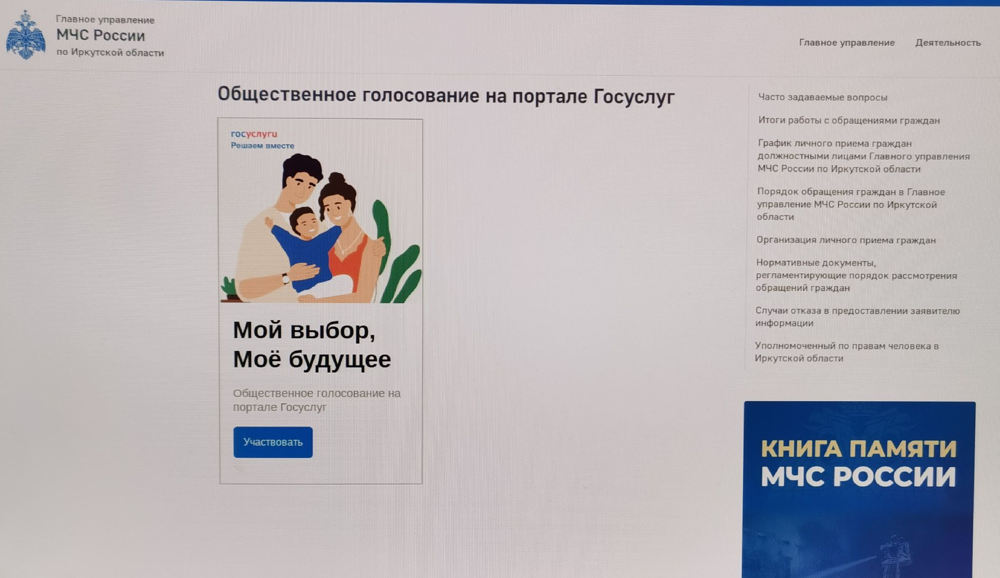 Главное управление
МЧС России
по Иркутской области
Главное управление
Деятельность
Общественное голосование на портале Госуслуг
госуслуги
Решаем вместе
Мой выбор,
Моё будущее
Общественное голосование на
портале Госуслуг
Участвовать
Часто задаваемые вопросы
Итоги работы с обращениями граждан
График личного приема граждан
должностными лицами Главного управления
МЧС России по Иркутской области
Порядок обращения граждан в Главное
управление МЧС России по Иркутской
области
Организация личного приема граждан
Нормативные документы,
регламентирующие порядок рассмотрения
обращений граждан
Случаи отказа в предоставлении заявителю
информации
Уполномоченный по правам человека в
Иркутской области
КНИГА ПАМЯТИ
МЧС РОССИИ